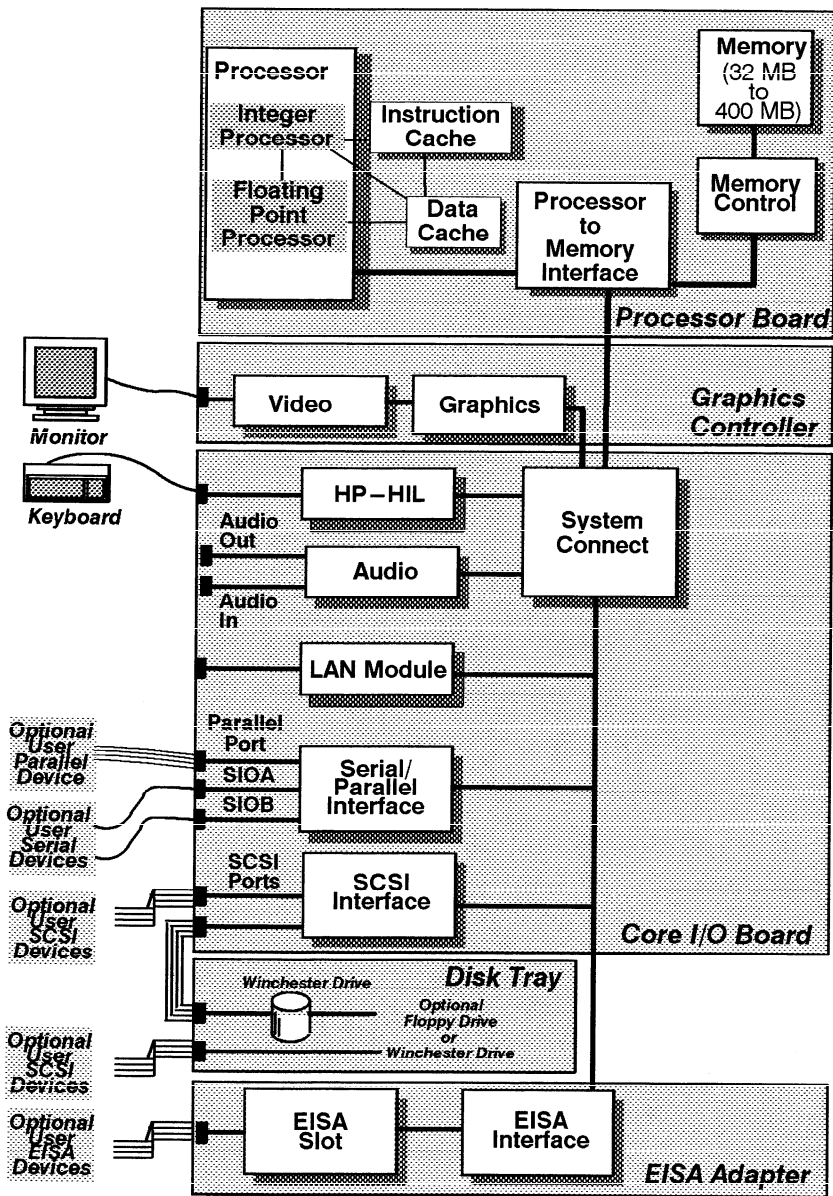 Processor
Integer
Processor
Floating
Point
Processor
Instruction
Cache
Data
Cache
Processor
to
Memory
Interface
Memory
(32 MB
to
400 MB)
Memory
Control
Processor Board
Monitor
Video
Graphics
Graphics
Controller
Keyboard
HP–HIL
System
Connect
Audio
Out
Audio
Audio
In
LAN Module
Optional
User
Parallel
Device
Parallel
Port
SIOA
SIOB
Serial/
Parallel
Interface
Optional
User
Serial
Devices
SCSI
Ports
SCSI
Interface
Optional
User
SCSI
Devices
Core I/O Board
Disk Tray
Winchester Drive
Optional
Floppy Drive
or
Winchester Drive
Optional
User
SCSI
Devices
Optional
User
EISA
Devices
EISA
Slot
EISA
Interface
EISA Adapter